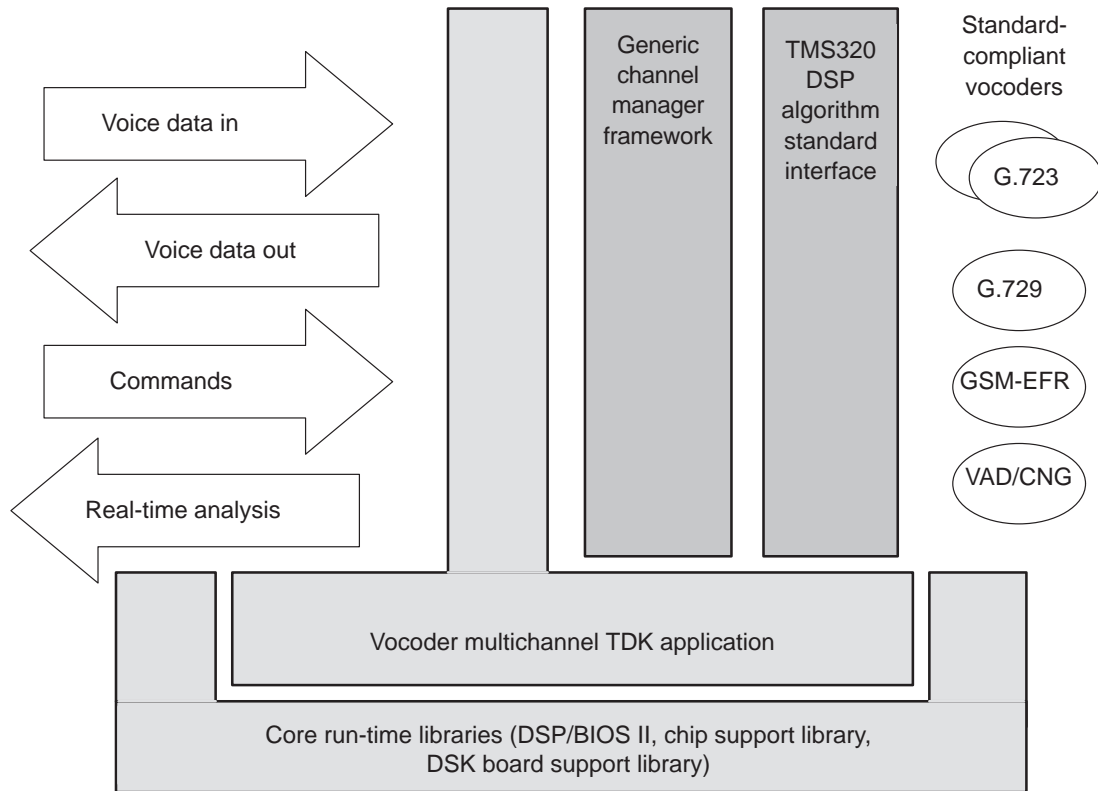 Generic
channel
manager
framework
TMS320
DSP
algorithm
standard
interface
Standard-
compliant
vocoders
Voice data in
G.723
Voice data out
G.729
Commands
GSM-EFR
VAD/CNG
Real-time analysis
Vocoder multichannel TDK application
Core run-time libraries (DSP/BIOS II, chip support library,
DSK board support library)